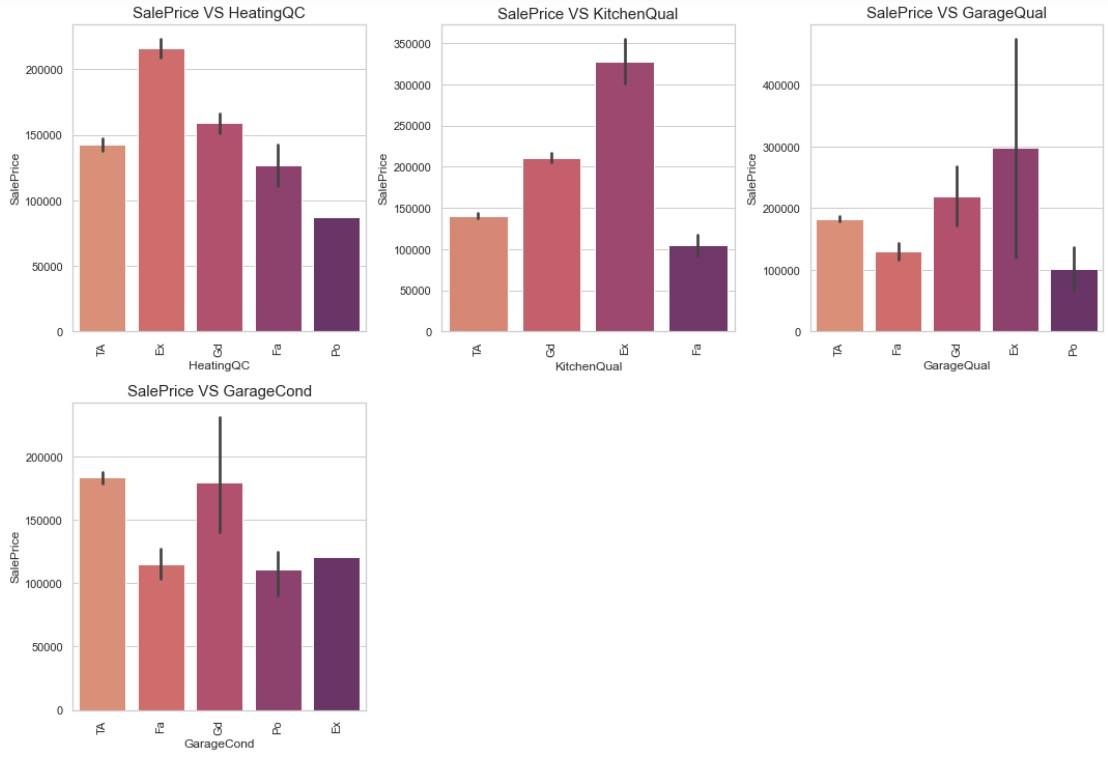 SalePrice VS HeatingQC
SalePrice
200000
150000
100000
50000
0
TA
Ex
Gd
Fa
Po
HeatingQC
SalePrice VS KitchenQual
SalePrice
350000
300000
250000
200000
150000
100000
50000
0
TA
Gd
Ex
Fa
KitchenQual
SalePrice VS GarageQual
SalePrice
400000
300000
200000
100000
0
TA
Fa
Gd
Ex
Po
GarageQual
SalePrice VS GarageCond
SalePrice
200000
150000
100000
50000
0
TA
Fa
Gd
Po
Ex
GarageCond